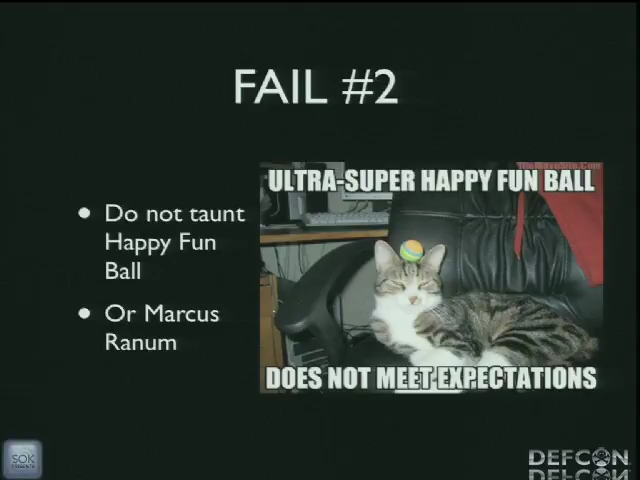 FAIL #2
Do not taunt
Happy Fun
Ball
Or Marcus
Ranum
ULTRA-SUPER HAPPY FUN BALL
DOES NOT MEET EXPECTATIONS
SOK
DEFCON